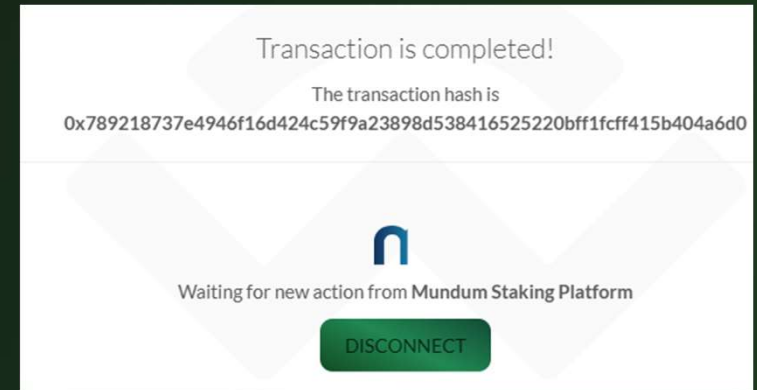 Transaction is completed!
The transaction hash is
0x789218737e4946f16d424c59f9a23898d538416525220bff1fcff415b404a6d0
Waiting for new action from Mundum Staking Platform
DISCONNECT